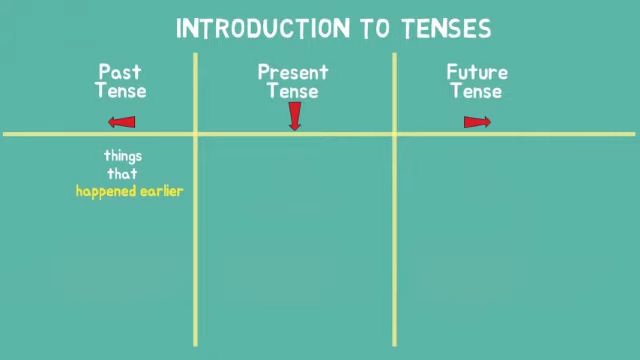 INTRODUCTION TO TENSES
Past
Tense
Present
Tense
Future
Tense
things
that
happened earlier